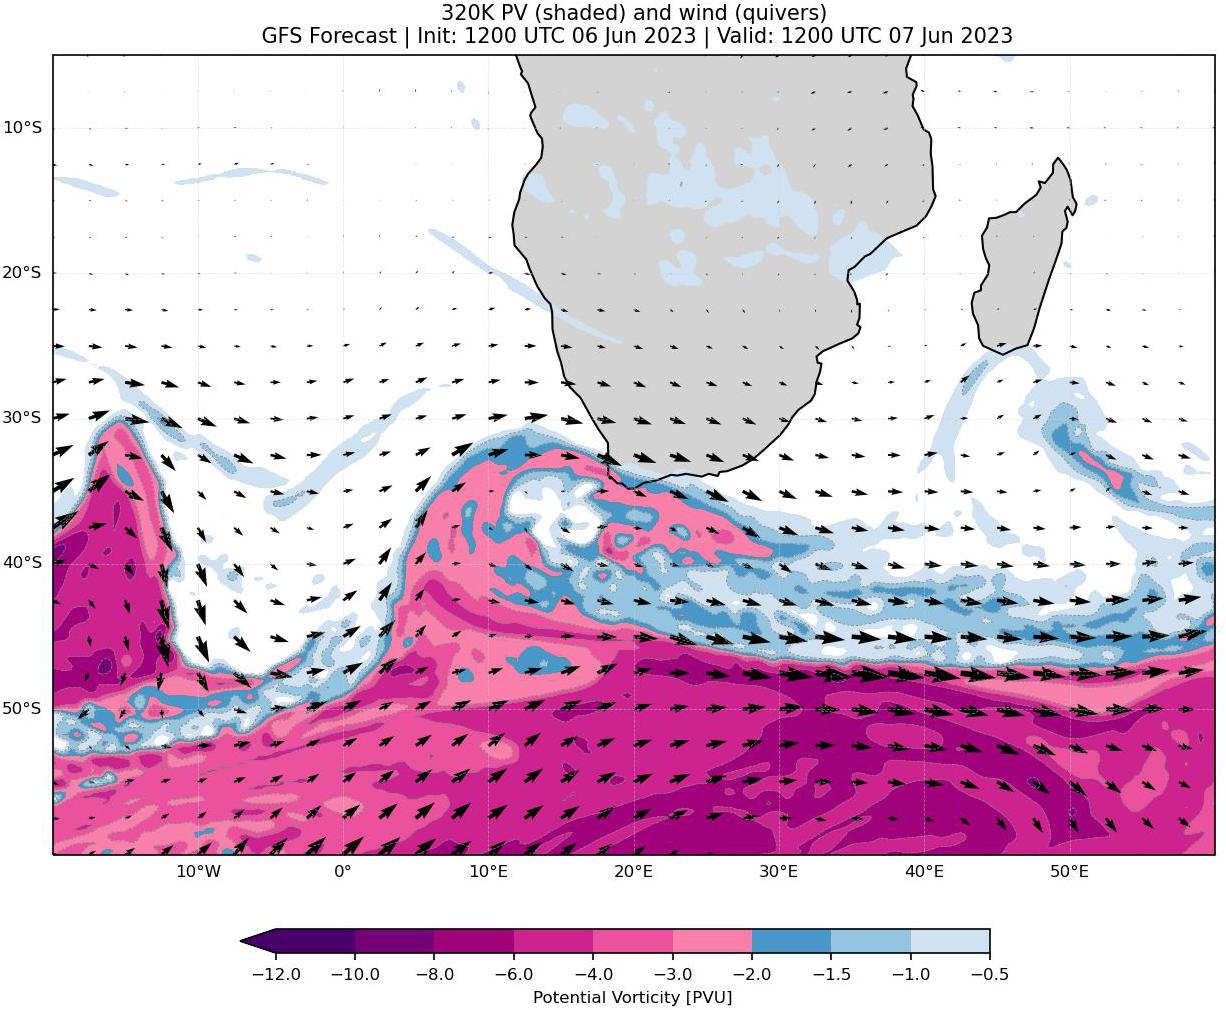 320K PV (shaded) and wind (quivers)
GFS Forecast | Init: 1200 UTC 06 Jun 2023 | Valid: 1200 UTC 07 Jun 2023
10°S
20°S
30°S
40°S
50°S
10°W 0° 10°E 20°E 30°E 40°E 50°E
−12.0 −10.0 −8.0 −6.0 −4.0 −3.0 −2.0 −1.5 −1.0 −0.5
Potential Vorticity [PVU]